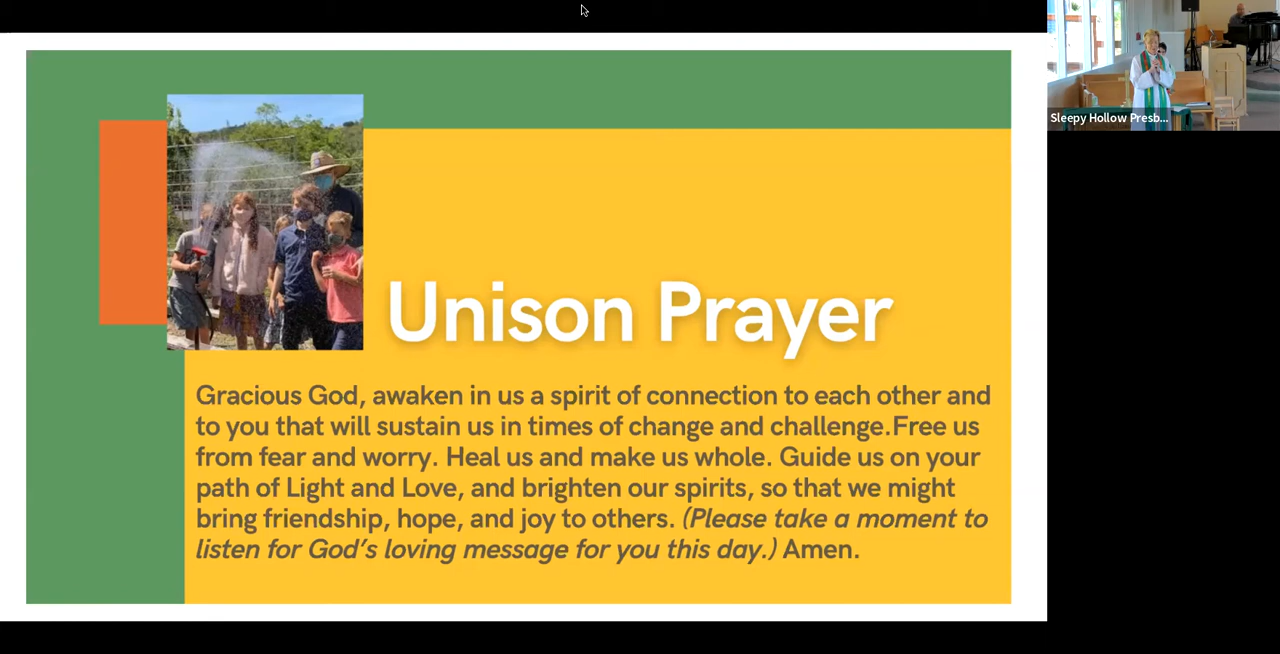 Sleepy Hollow Presb...
Unison Prayer
Gracious God, awaken in us a spirit of connection to each other and
to you that will sustain us in times of change and challenge.Free us
from fear and worry. Heal us and make us whole. Guide us on your
path of Light and Love, and brighten our spirits, so that we might
bring friendship, hope, and joy to others. (Please take a moment to
listen for God’s loving message for you this day.) Amen.